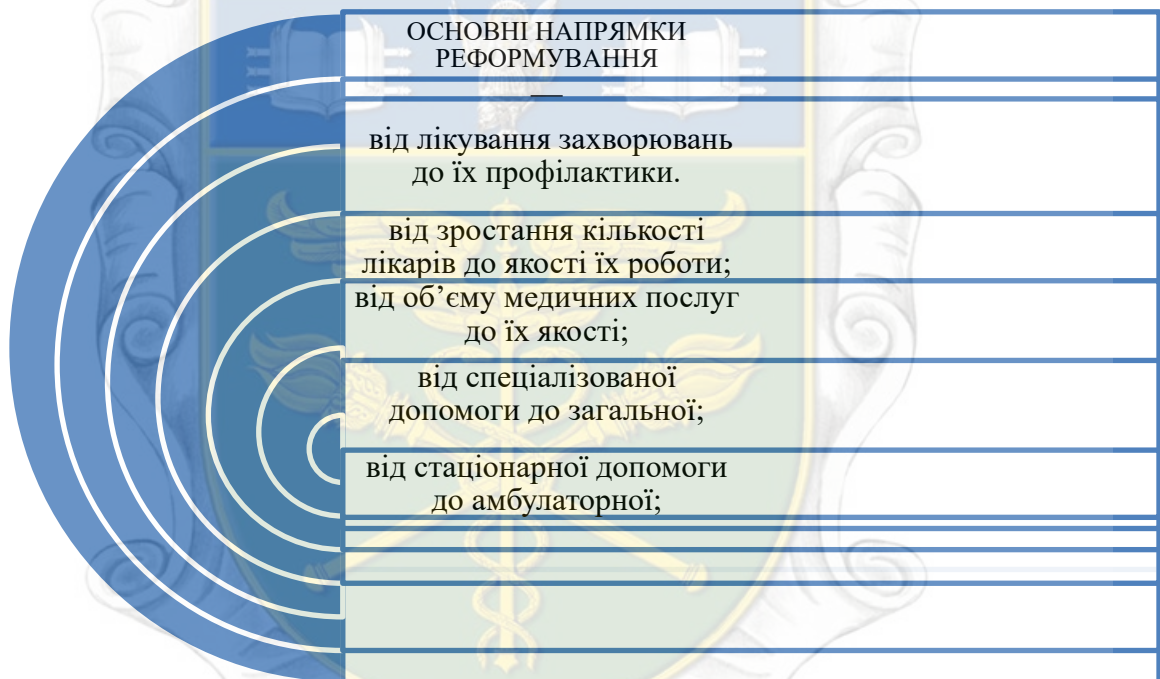 ОСНОВНІ НАПРЯМКИ
РЕФОРМУВАННЯ
—
від лікування захворювань
до їх профілактики.
від зростання кількості
лікарів до якості їх роботи;
від об’єму медичних послуг
до їх якості;
від спеціалізованої
допомоги до загальної;
від стаціонарної допомоги
до амбулаторної;